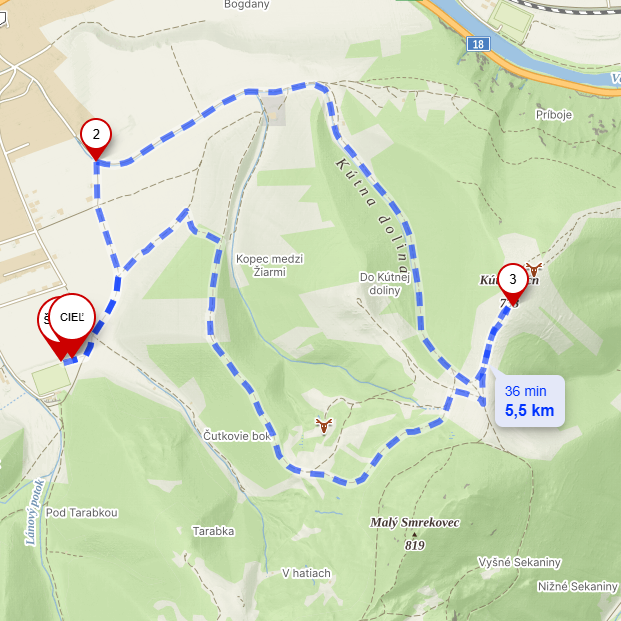 Bogdany
18
2
Príboje
Kútna dolina
Kopec medzi
Žiarmi
Do Kútnej
doliny
3
CIEĽ
36 min
5,5 km
Čutkovie bok
Lánový potok
Pod Tarabkou
Tarabka
Malý Smrekovec
819
V hatiach
Vyšné Sekaniny
Nižné Sekaniny